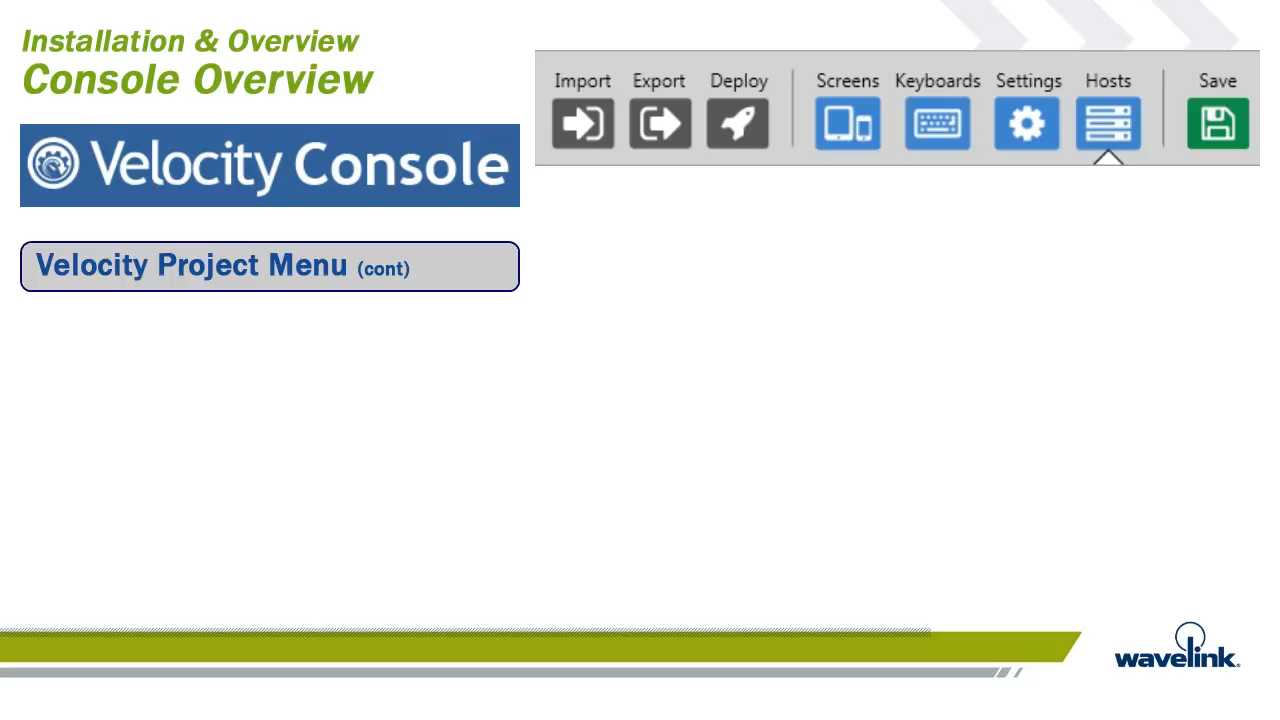 Installation & Overview
Console Overview
Import Export Deploy Screens Keyboards Settings Hosts Save
Velocity Console
Velocity Project Menu (cont)
wavelink®